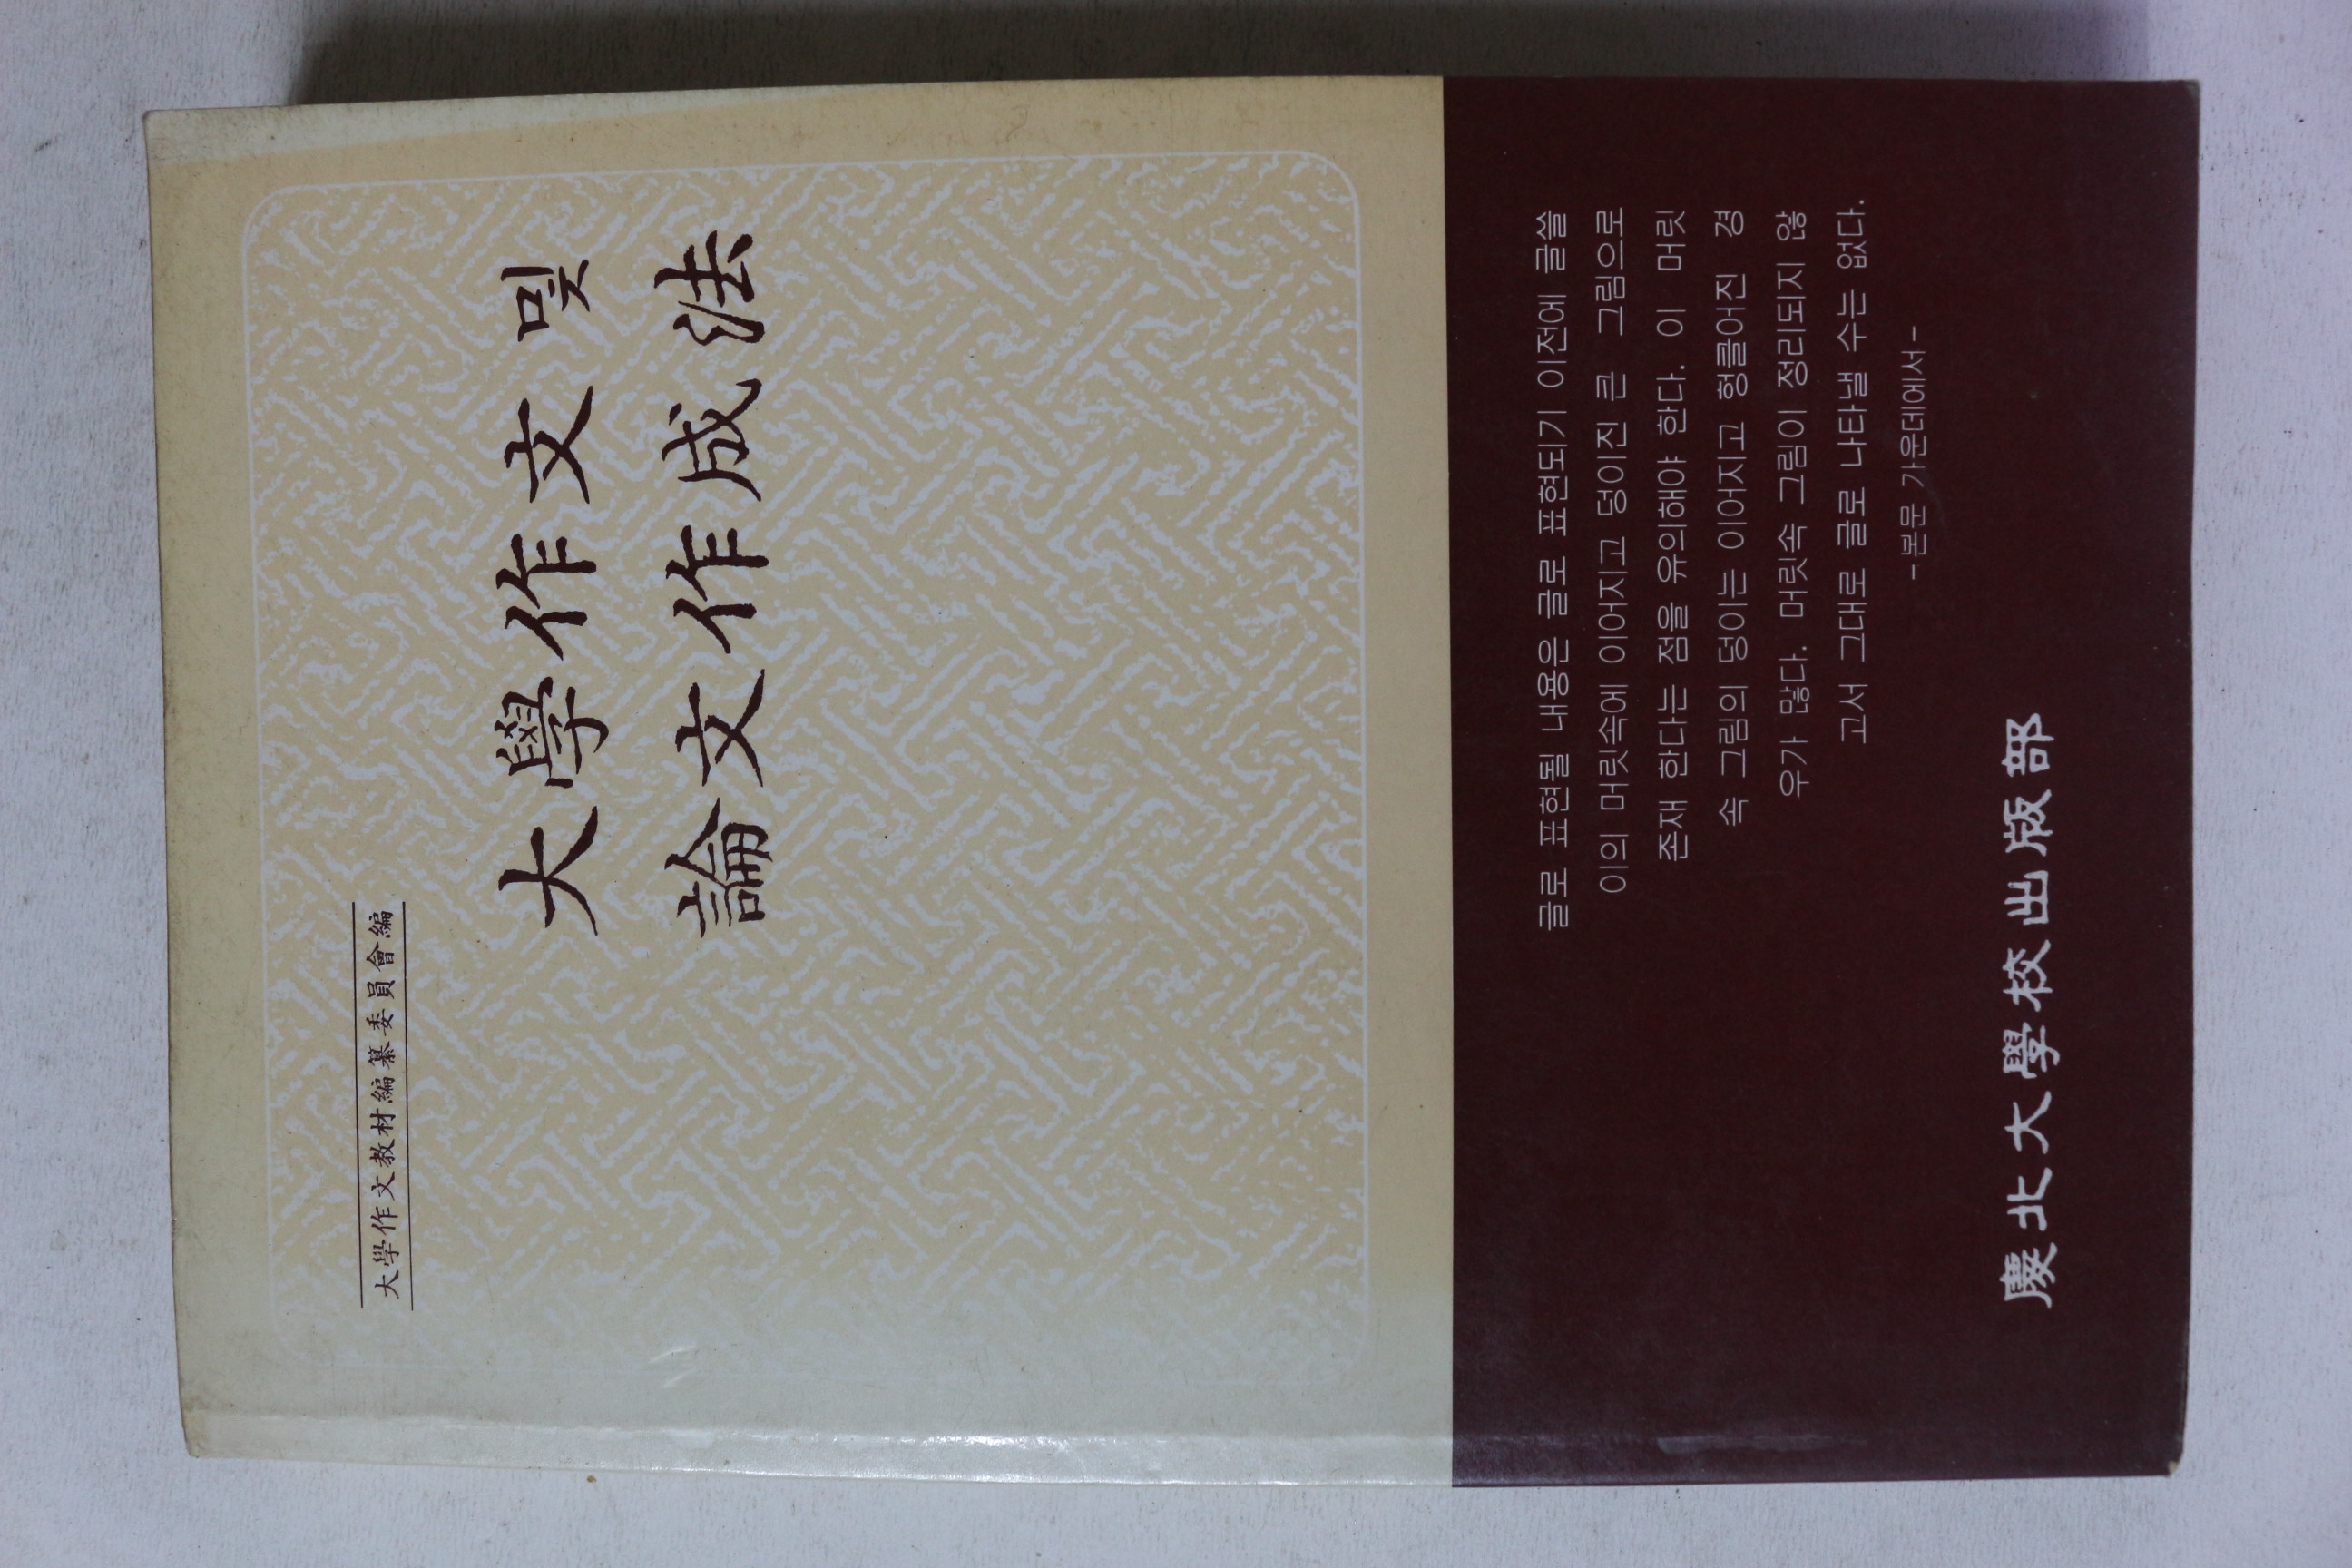 大學作文教材編纂委員會編
大學作文 및
論文作成法
글로 표현될 내용은 글로 표현되기 이전에 글쓸
이의 머릿속에 이어지고 덩이진 큰 그림으로
존재 한다는 점을 유의해야 한다. 이 머릿
속 그림의 덩이는 이어지고 헝클어진 경
우가 많다. 머릿속 그림이 정리되지 않
고서 그대로 글로 나타낼 수는 없다.
-본문 가운데에서-
慶北大學校出版部